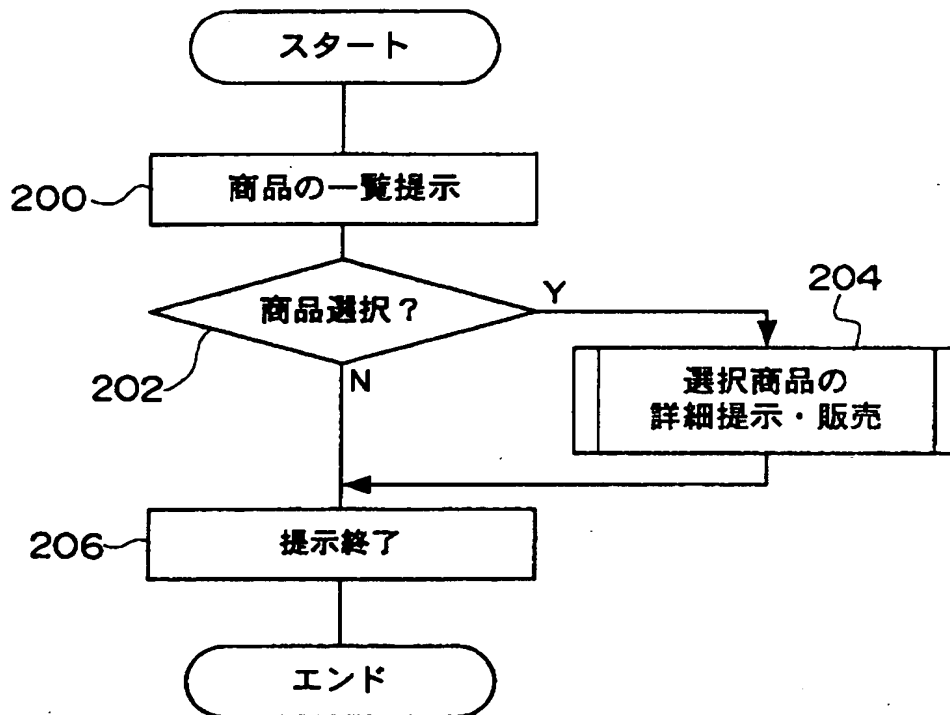 スタート
200
商品の一覧提示
商品選択？
Y
204
202
N
選択商品の
詳細提示・販売
206
提示終了
エンド